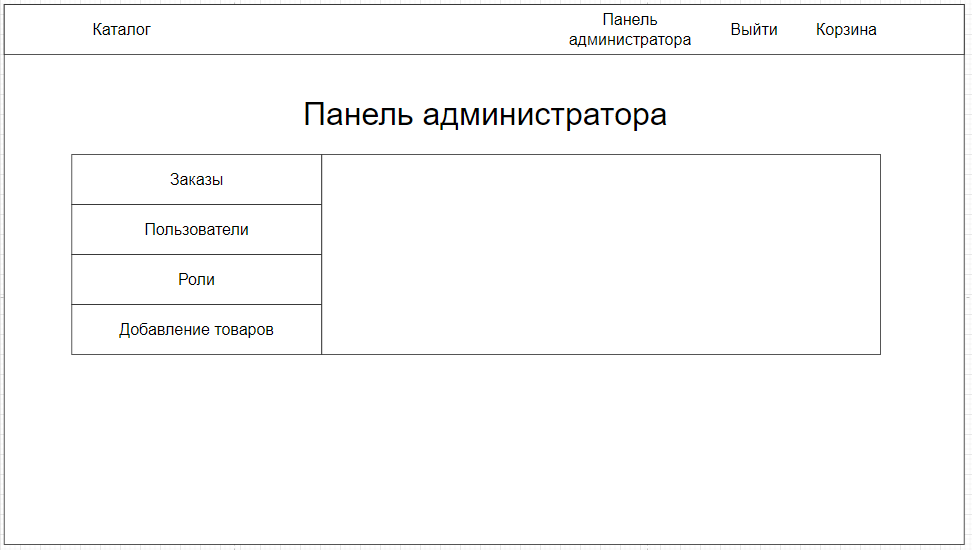 Каталог
Панель
администратора
Выйти
Корзина
Панель администратора
Заказы
Пользователи
Роли
Добавление товаров